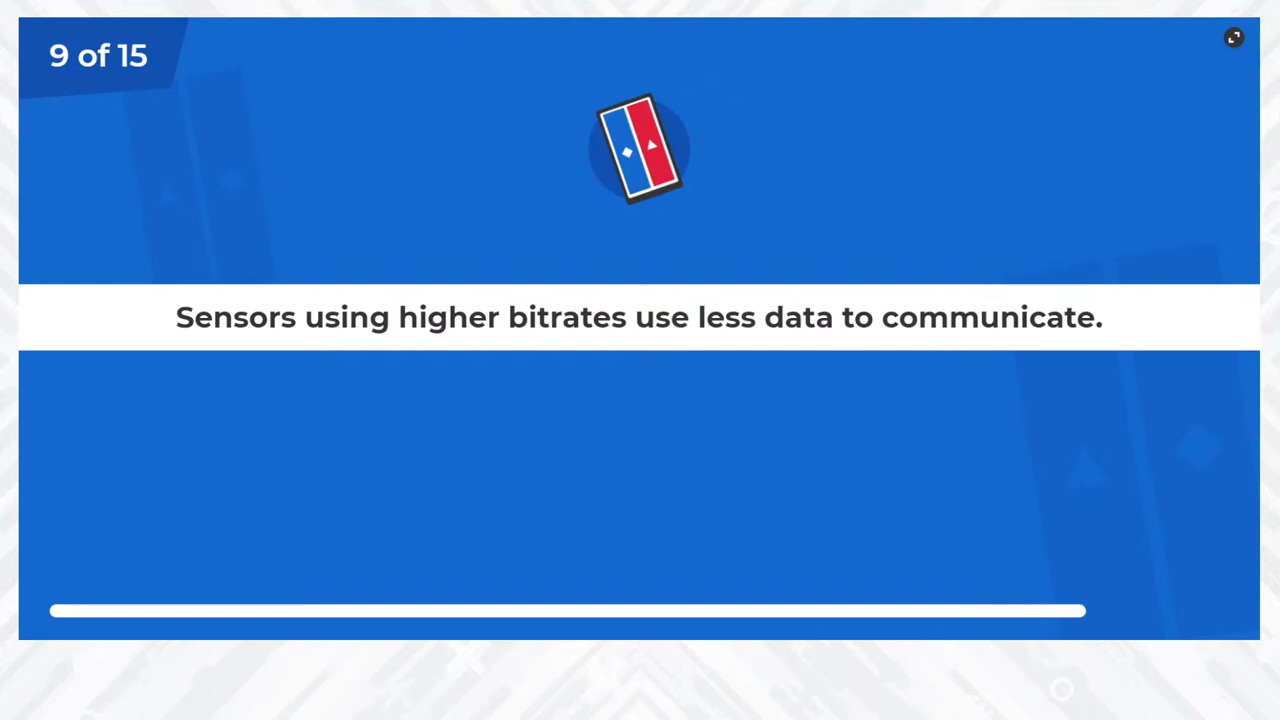 9 of 15
Sensors using higher bitrates use less data to communicate.